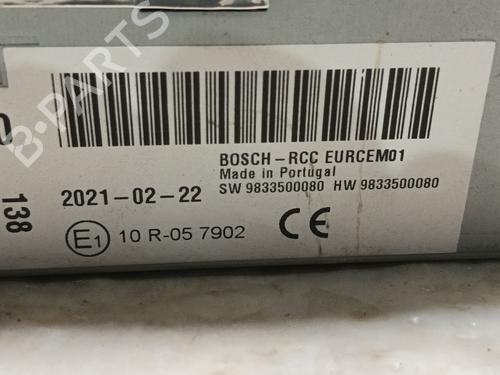 B-PARTS
BOSCH-RCC EURCEM01
Made in Portugal
SW 9833500080 HW 9833500080
2021-02-22
138
E1 10 R-05 7902 CE